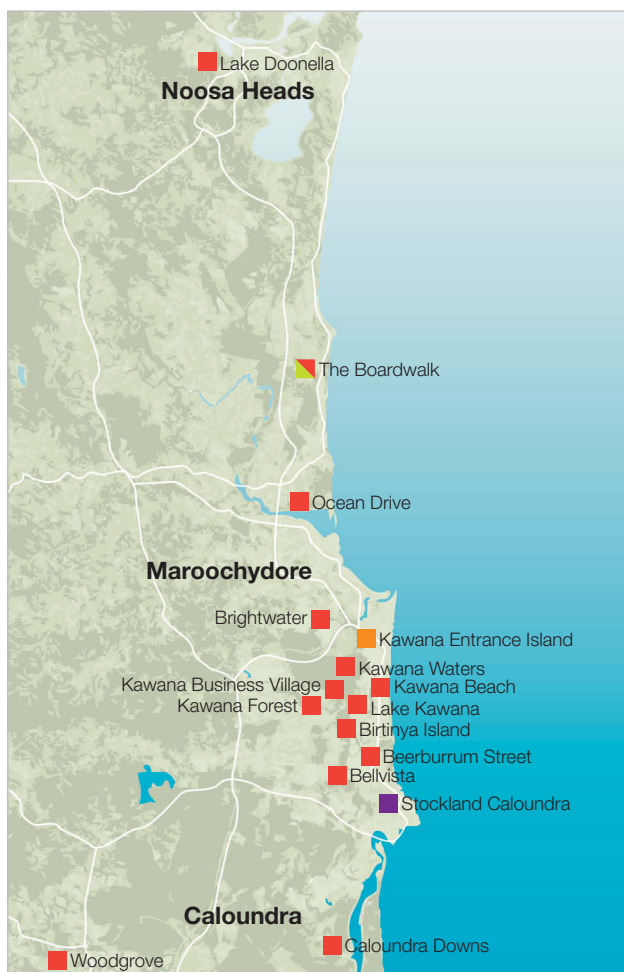 Lake Doonella
Noosa Heads
The Boardwalk
Ocean Drive
Maroochydore
Brightwater
Kawana Entrance Island
Kawana Waters
Kawana Business Village
Kawana Beach
Kawana Forest
Lake Kawana
Birtinya Island
Beerburrum Street
Bellvista
Stockland Caloundra
Caloundra
Caloundra Downs
Woodgrove